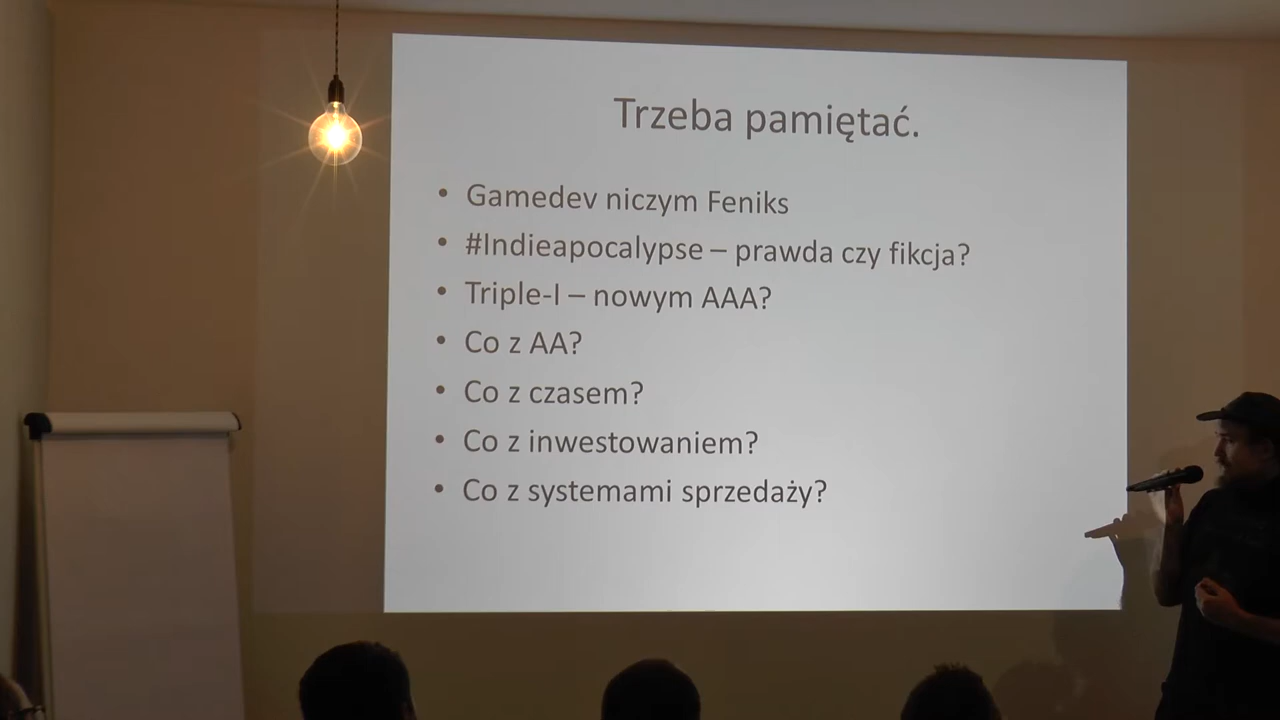 Trzeba pamiętać.
• Gamedev niczym Feniks
• #Indieapocalypse – prawda czy fikcja?
• Triple-I – nowym AAA?
• Co z AA?
• Co z czasem?
• Co z inwestowaniem?
• Co z systemami sprzedaży?